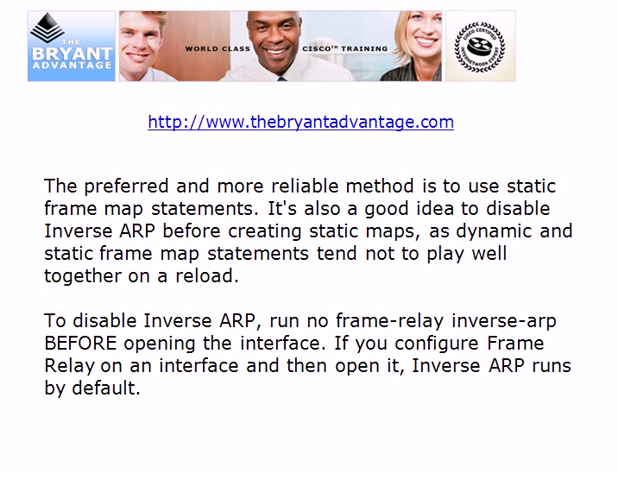 THE
BRYANT
ADVANTAGE
WORLD CLASS CISCO™ TRAINING
CISCO CERTIFIED
INTERNETWORK EXPERT
http://www.thebryantadvantage.com
The preferred and more reliable method is to use static
frame map statements. It's also a good idea to disable
Inverse ARP before creating static maps, as dynamic and
static frame map statements tend not to play well
together on a reload.
To disable Inverse ARP, run no frame-relay inverse-arp
BEFORE opening the interface. If you configure Frame
Relay on an interface and then open it, Inverse ARP runs
by default.